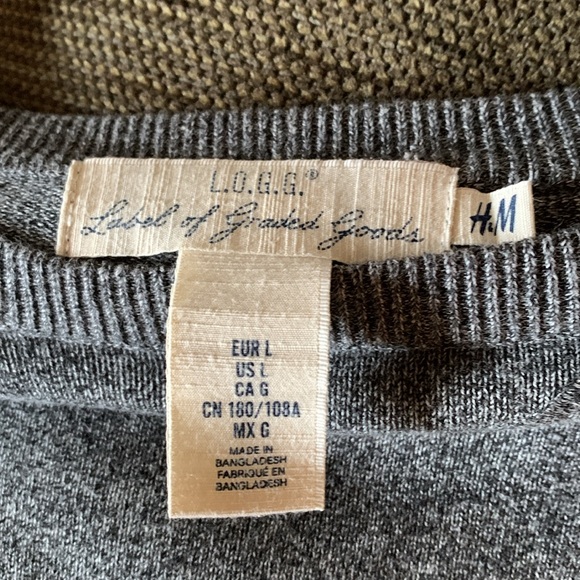 L.O.G.G.®
Label of Graded Goods
H&M
EUR L
US L
CA G
CN 180/108A
MX G
MADE IN
BANGLADESH
FABRIQUÉ EN
BANGLADESH